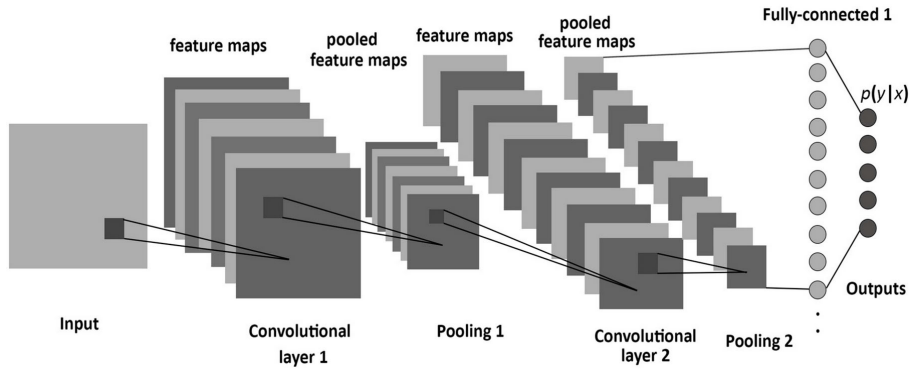 Fully-connected 1
feature maps
pooled
feature maps
feature maps
pooled
feature maps
p(y|x)
Input
Convolutional
layer 1
Pooling 1
Convolutional
layer 2
Pooling 2
Outputs